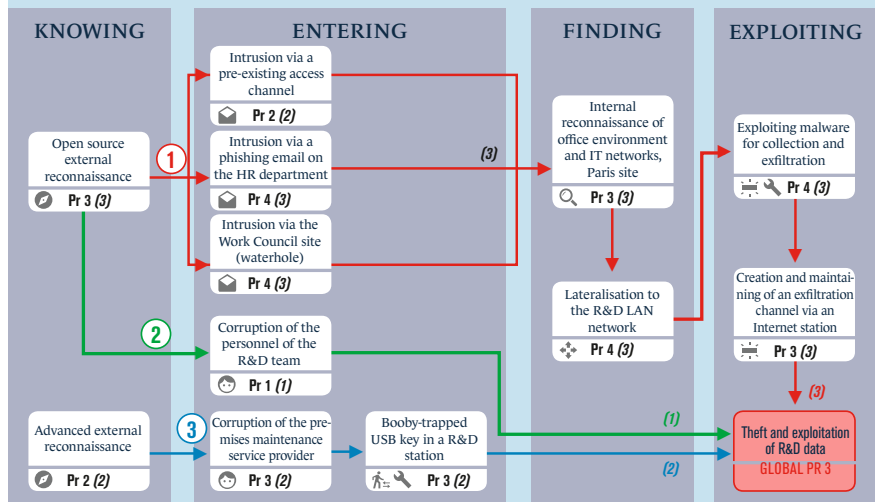 KNOWING
ENTERING
FINDING
EXPLOITING
Open source
external
reconnaissance
Pr 3 (3)
1
Intrusion via a
pre-existing access
channel
Pr 2 (2)
Intrusion via a
phishing email on
the HR department
Pr 4 (3)
Intrusion via the
Work Council site
(waterhole)
Pr 4 (3)
(3)
Internal
reconnaissance of
office environment
and IT networks,
Paris site
Pr 3 (3)
Lateralisation to
the R&D LAN
network
Pr 4 (3)
Exploiting malware
for collection and
exfiltration
Pr 4 (3)
Creation and maintai-
ning of an exfiltration
channel via an
Internet station
Pr 3 (3)
(3)
2
Corruption of the
personnel of the
R&D team
Pr 1 (1)
(1)
Advanced external
reconnaissance
Pr 2 (2)
3
Corruption of the pre-
mises maintenance
service provider
Pr 3 (2)
Booby-trapped
USB key in a R&D
station
Pr 3 (2)
(2)
Theft and exploitation
of R&D data
GLOBAL PR 3